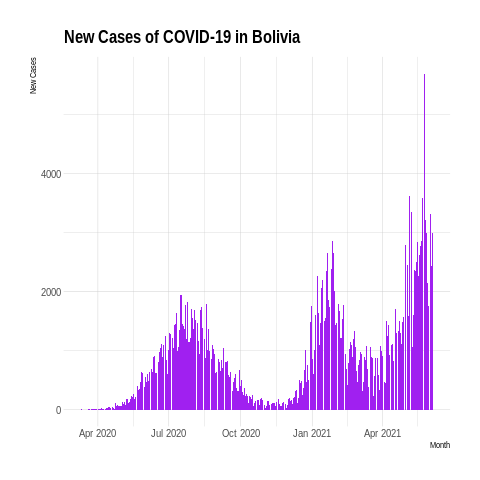 New Cases of COVID-19 in Bolivia
New Cases
4000
2000
0
Apr 2020 Jul 2020 Oct 2020 Jan 2021 Apr 2021
Month